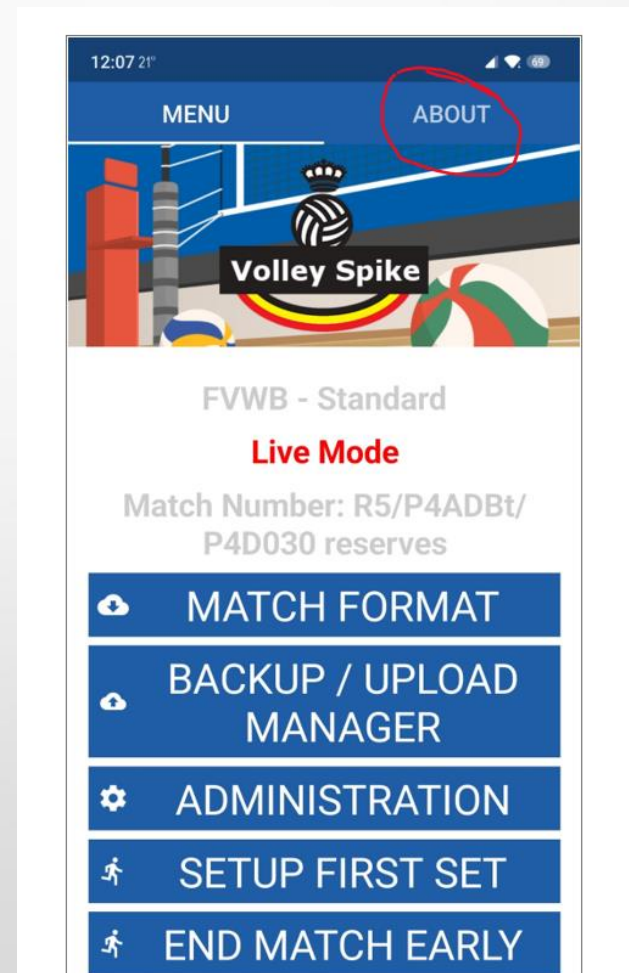 12:07 21° 69
MENU ABOUT
Volley Spike
FVWB - Standard
Live Mode
Match Number: R5/P4ADBt/
P4D030 reserves
MATCH FORMAT
BACKUP / UPLOAD
MANAGER
ADMINISTRATION
SETUP FIRST SET
END MATCH EARLY